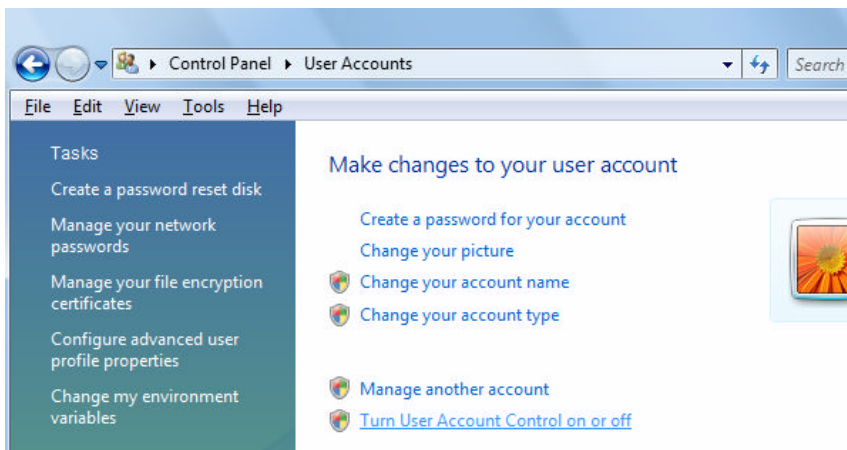 Control Panel User Accounts
Search
File Edit View Tools Help
Tasks
Create a password reset disk
Manage your network
passwords
Manage your file encryption
certificates
Configure advanced user
profile properties
Change my environment
variables
Make changes to your user account
Create a password for your account
Change your picture
Change your account name
Change your account type
Manage another account
Turn User Account Control on or off